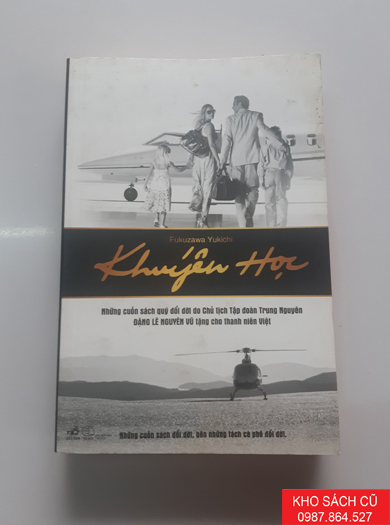 Fukuzawa Yukichi
Khuyến Học
Những cuốn sách quý đổi đời do Chủ tịch Tập đoàn Trung Nguyên
ĐẶNG LÊ NGUYÊN VŨ tặng cho thanh niên Việt
Những cuốn sách đổi đời, bên những tách cà phê đổi đời.
KHO SÁCH CŨ
0987.864.527